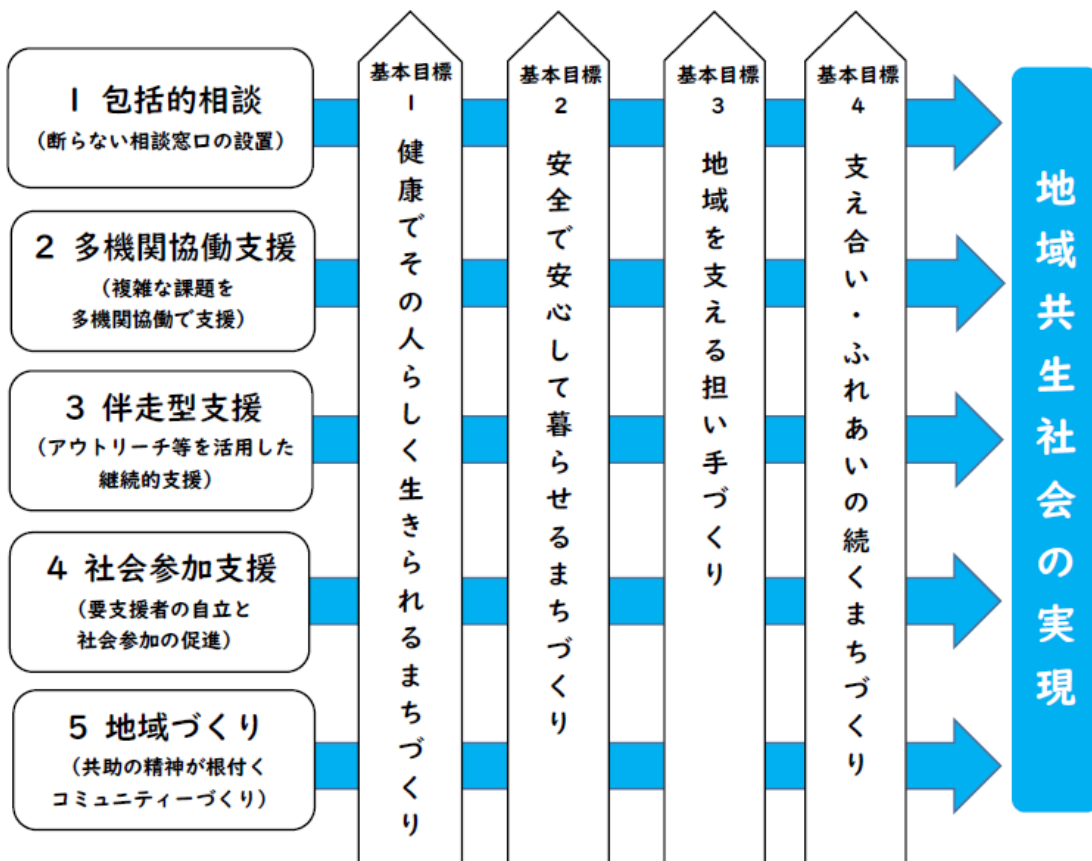 1 包括的相談
(断らない相談窓口の設置)
2 多機関協働支援
(複雑な課題を
多機関協働で支援)
3 伴走型支援
(アウトリーチ等を活用した
継続的支援)
4 社会参加支援
(要支援者の自立と
社会参加の促進)
5 地域づくり
(共助の精神が根付く
コミュニティーづくり)
基本目標
1 健康でその人らしく生きられるまちづくり
基本目標
2 安全で安心して暮らせるまちづくり
基本目標
3 地域を支える担い手づくり
基本目標
4 支え合い・ふれあいの続くまちづくり
地域共生社会の実現